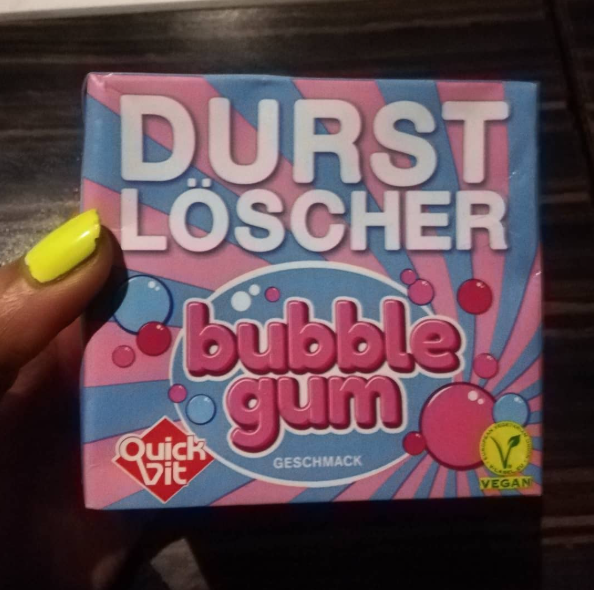 DURST
LÖSCHER
bubble
gum
GESCHMACK
Quick
Vit
VEGAN